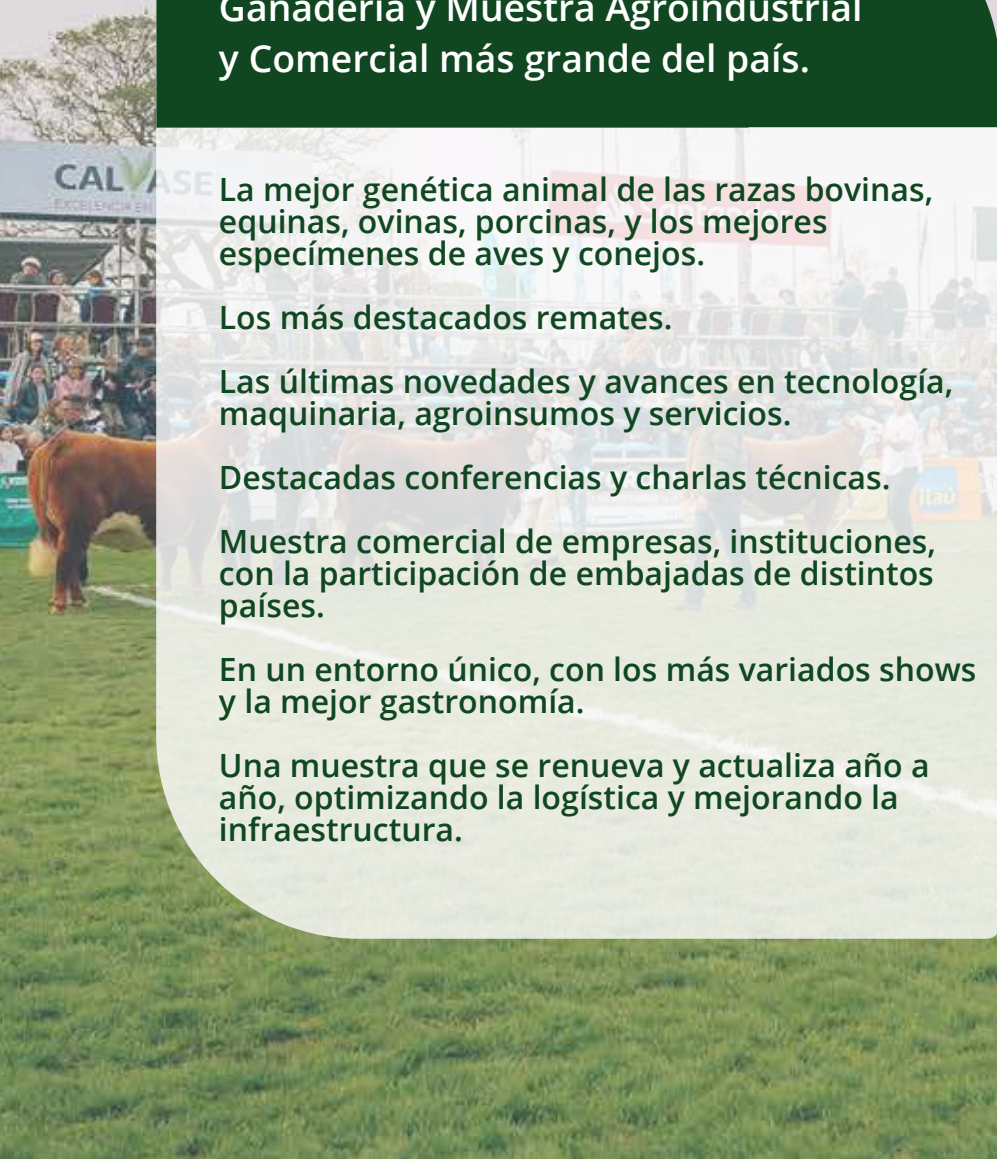 Ganadería y Muestra Agroindustrial
y Comercial más grande del país.
CALVASE
La mejor genética animal de las razas bovinas,
equinas, ovinas, porcinas, y los mejores
especímenes de aves y conejos.
Los más destacados remates.
Las últimas novedades y avances en tecnología,
maquinaria, agroinsumos y servicios.
Destacadas conferencias y charlas técnicas.
Itaú
Muestra comercial de empresas, instituciones,
con la participación de embajadas de distintos
países.
En un entorno único, con los más variados shows
y la mejor gastronomía.
Una muestra que se renueva y actualiza año a
año, optimizando la logística y mejorando la
infraestructura.